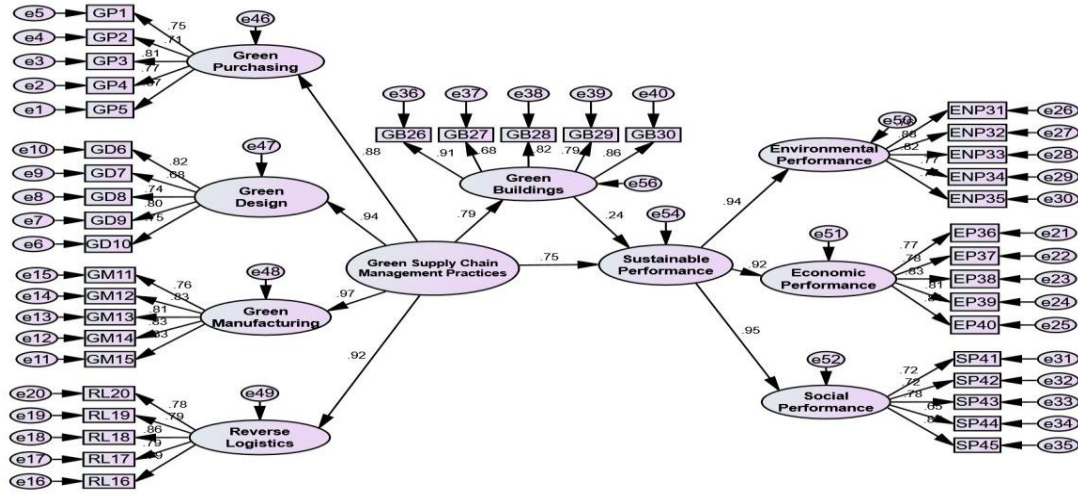 e5 GP1
e4 GP2
e3 GP3
e2 GP4
e1 GP5
.75
.71
.81
.77
e46
Green
Purchasing
e10 GD6
e9 GD7
e8 GD8
e7 GD9
e6 GD10
.82
.68
.74
.80
.75
e47
Green
Design
e15 GM11
e14 GM12
e13 GM13
e12 GM14
e11 GM15
.76
.83
.81
.83
.83
e48
Green
Manufacturing
e20 RL20
e19 RL19
e18 RL18
e17 RL17
e16 RL16
.78
.79
.86
.79
e49
Reverse
Logistics
.88
.94
.97
.92
Green Supply Chain
Management Practices
.79
.75
e36 e37 e38 e39 e40
GB26 GB27 GB28 GB29 GB30
.91 .68 .82 .79 .86
Green
Buildings
e56
.24
e54
Sustainable
Performance
.94
.92
.95
e50
Environmental
Performance
.88
.82
.77
ENP31 e26
ENP32 e27
ENP33 e28
ENP34 e29
ENP35 e30
e51
Economic
Performance
.77
.78
.83
.81
EP36 e21
EP37 e22
EP38 e23
EP39 e24
EP40 e25
e52
Social
Performance
.72
.72
.78
.65
SP41 e31
SP42 e32
SP43 e33
SP44 e34
SP45 e35